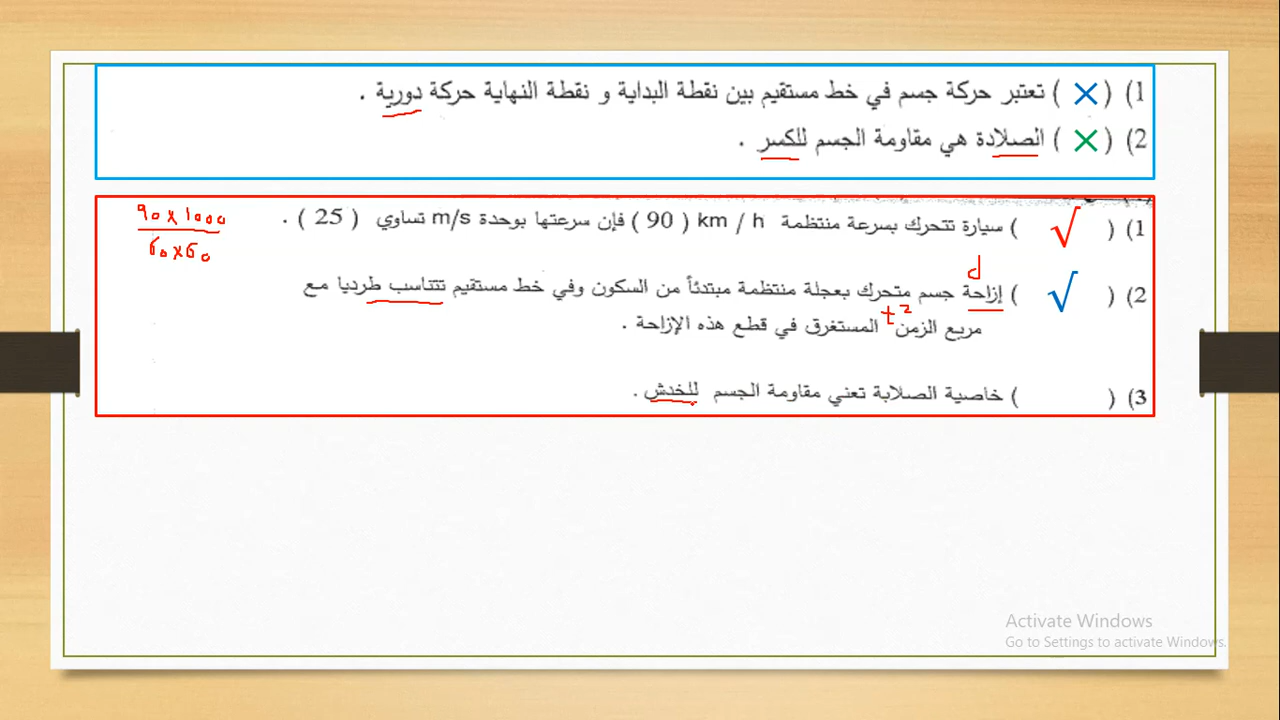 1) ( × ) تعتبر حركة جسم في خط مستقيم بين نقطة البداية و نقطة النهاية حركة دورية .
2) ( × ) الصلادة هي مقاومة الجسم للكسر .
1) ( √ ) سيارة تتحرك بسرعة منتظمة km / h ( 90 ) فإن سرعتها بوحدة m/s تساوي ( 25 ) .
90 x 1000
60 x 60
d
2) ( √ ) إزاحة جسم متحرك بعجلة منتظمة مبتدئاً من السكون وفي خط مستقيم تتناسب طرديا مع
مربع الزمن t² المستغرق في قطع هذه الإزاحة .
3) ( ) خاصية الصلابة تعني مقاومة الجسم للخدش .
Activate Windows
Go to Settings to activate Windows.